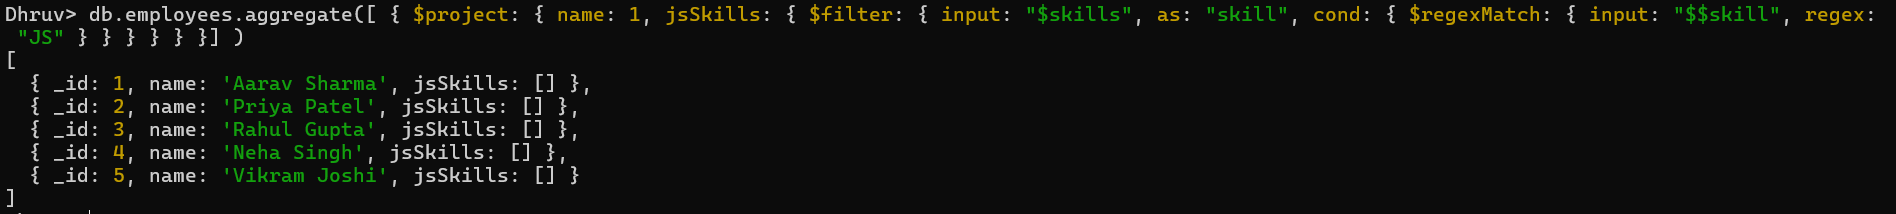 Dhruv> db.employees.aggregate([ { $project: { name: 1, jsSkills: { $filter: { input: "$skills", as: "skill", cond: { $regexMatch: { input: "$$skill", regex:
"JS" } } } } } }] )
[
{ _id: 1, name: 'Aarav Sharma', jsSkills: [] },
{ _id: 2, name: 'Priya Patel', jsSkills: [] },
{ _id: 3, name: 'Rahul Gupta', jsSkills: [] },
{ _id: 4, name: 'Neha Singh', jsSkills: [] },
{ _id: 5, name: 'Vikram Joshi', jsSkills: [] }
]